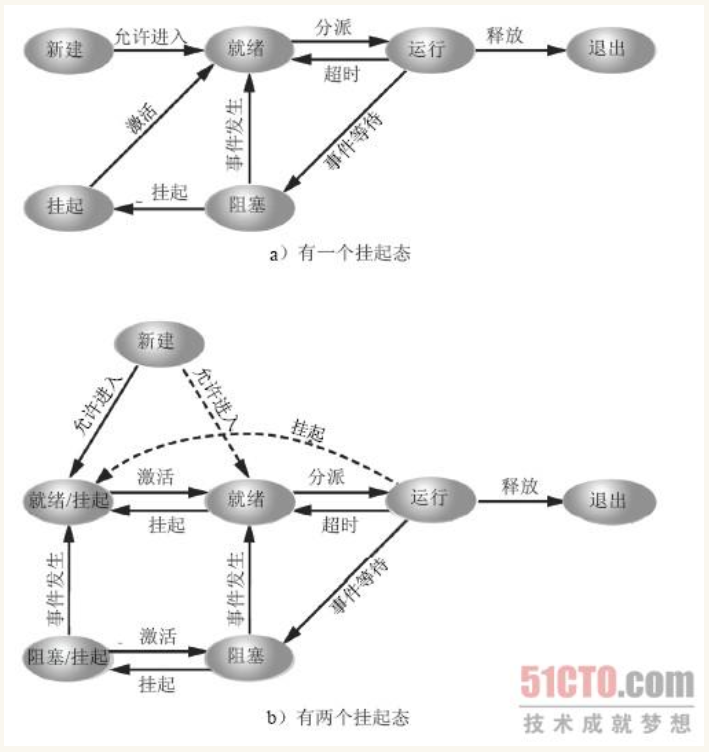 新建
允许进入
就绪
分派
运行
释放
退出
超时
激活
事件发生
事件等待
挂起
挂起
阻塞
a）有一个挂起态
新建
允许进入
允许进入
挂起
就绪/挂起
激活
就绪
分派
运行
释放
退出
挂起
超时
事件发生
事件发生
事件等待
阻塞/挂起
激活
阻塞
挂起
b）有两个挂起态
51CTO.com
技术成就梦想